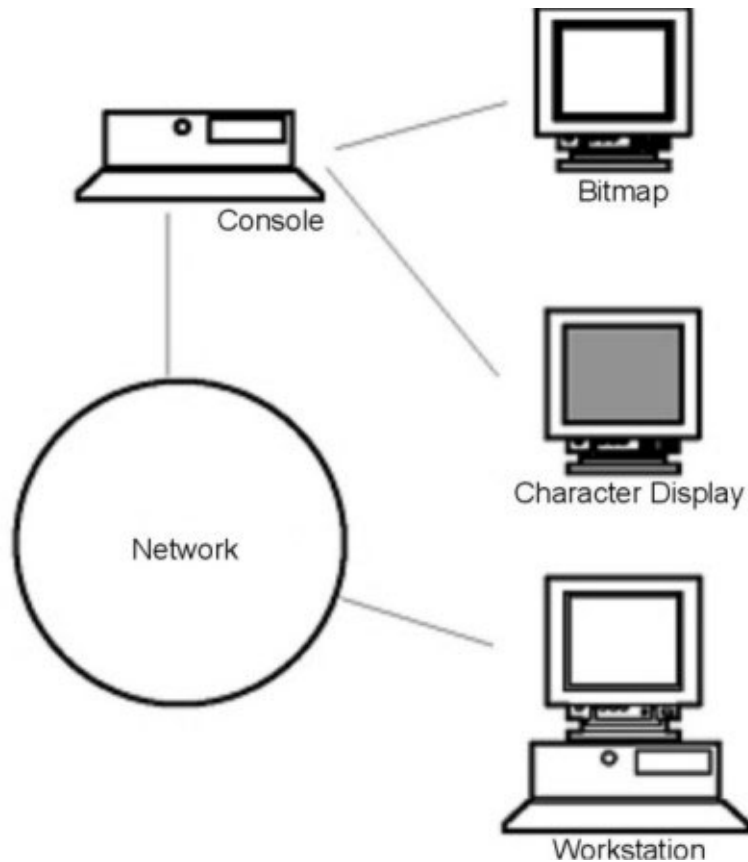 Bitmap
Console
Character Display
Network
Workstation